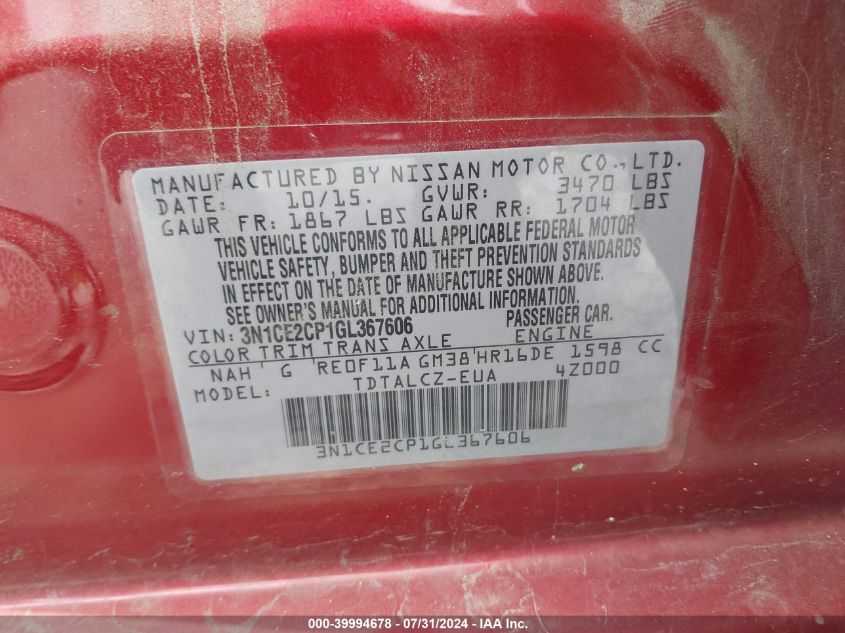 MANUFACTURED BY NISSAN MOTOR CO., LTD.
DATE: 10/15. GVWR: 3470 LBS
GAWR FR: 1867 LBS GAWR RR: 1704 LBS
THIS VEHICLE CONFORMS TO ALL APPLICABLE FEDERAL MOTOR
VEHICLE SAFETY, BUMPER AND THEFT PREVENTION STANDARDS
IN EFFECT ON THE DATE OF MANUFACTURE SHOWN ABOVE.
SEE OWNER'S MANUAL FOR ADDITIONAL INFORMATION.
VIN: 3N1CE2CP1GL367606 PASSENGER CAR.
COLOR TRIM TRANS AXLE ENGINE
NAH' G RE0F11A GM38'HR16DE 1598 CC
MODEL: TDTALCZ-EUA 4Z000
3N1CE2CP1GL367606
000-39994678 - 07/31/2024 - IAA Inc.